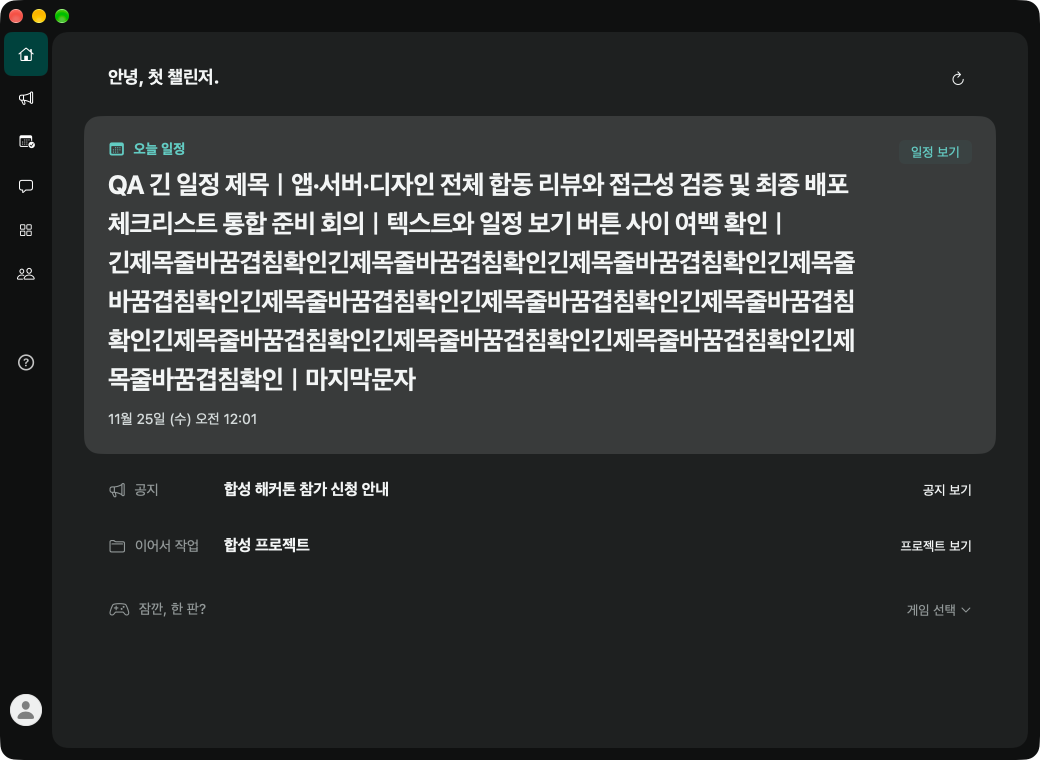 안녕, 첫 챌린저.
오늘 일정
일정 보기
QA 긴 일정 제목 | 앱·서버·디자인 전체 합동 리뷰와 접근성 검증 및 최종 배포
체크리스트 통합 준비 회의 | 텍스트와 일정 보기 버튼 사이 여백 확인 |
긴제목줄바꿈겹침확인긴제목줄바꿈겹침확인긴제목줄바꿈겹침확인긴제목줄
바꿈겹침확인긴제목줄바꿈겹침확인긴제목줄바꿈겹침확인긴제목줄바꿈겹침
확인긴제목줄바꿈겹침확인긴제목줄바꿈겹침확인긴제목줄바꿈겹침확인긴제
목줄바꿈겹침확인 | 마지막문자
11월 25일 (수) 오전 12:01
공지
합성 해커톤 참가 신청 안내
공지 보기
이어서 작업
합성 프로젝트
프로젝트 보기
잠깐, 한 판?
게임 선택